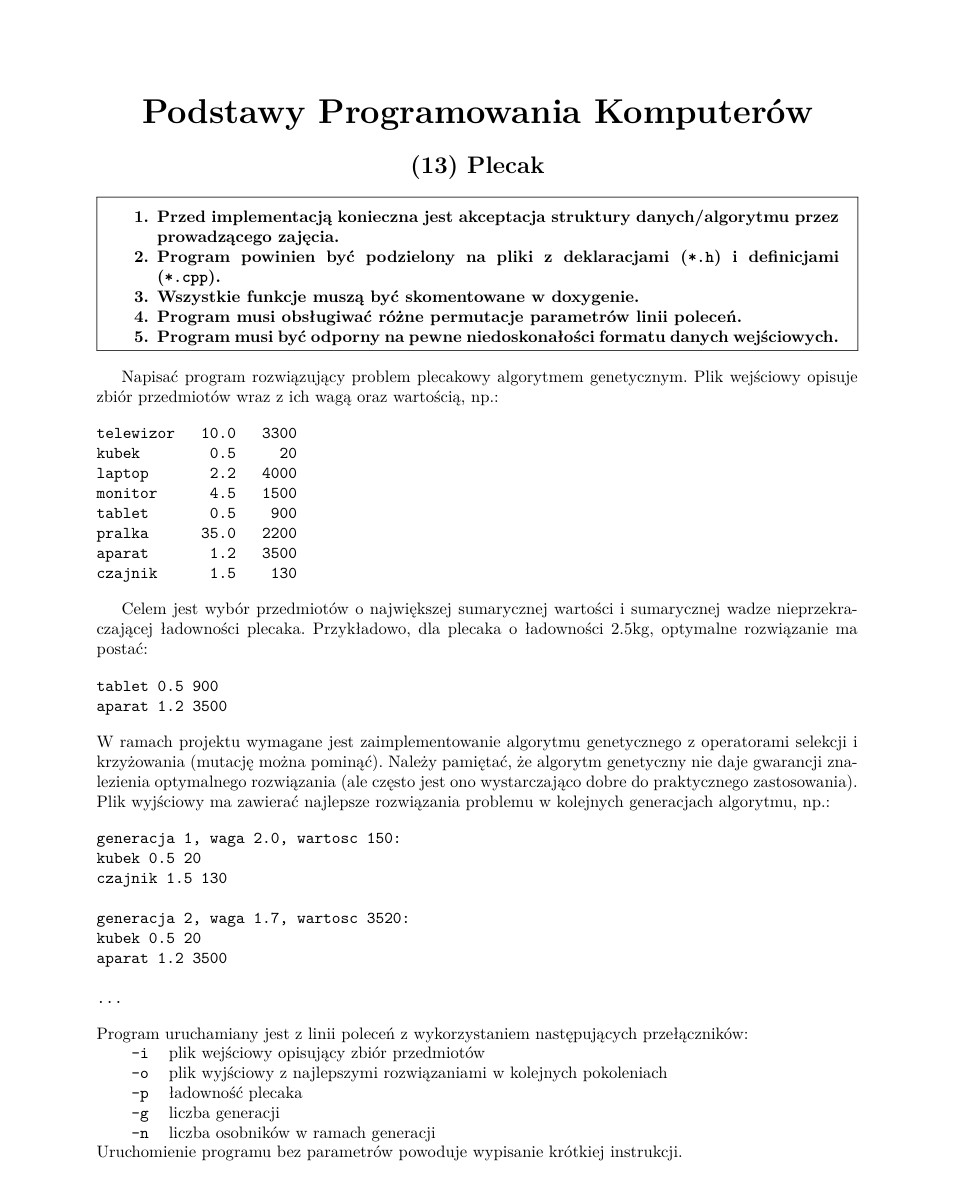 Podstawy Programowania Komputerów
(13) Plecak
1. Przed implementacją konieczna jest akceptacja struktury danych/algorytmu przez
prowadzącego zajęcia.
2. Program powinien być podzielony na pliki z deklaracjami (*.h) i definicjami
(*.cpp).
3. Wszystkie funkcje muszą być skomentowane w doxygenie.
4. Program musi obsługiwać różne permutacje parametrów linii poleceń.
5. Program musi być odporny na pewne niedoskonałości formatu danych wejściowych.
Napisać program rozwiązujący problem plecakowy algorytmem genetycznym. Plik wejściowy opisuje
zbiór przedmiotów wraz z ich wagą oraz wartością, np.:
telewizor 10.0 3300
kubek 0.5 20
laptop 2.2 4000
monitor 4.5 1500
tablet 0.5 900
pralka 35.0 2200
aparat 1.2 3500
czajnik 1.5 130
Celem jest wybór przedmiotów o największej sumarycznej wartości i sumarycznej wadze nieprzekra-
czającej ładowności plecaka. Przykładowo, dla plecaka o ładowności 2.5kg, optymalne rozwiązanie ma
postać:
tablet 0.5 900
aparat 1.2 3500
W ramach projektu wymagane jest zaimplementowanie algorytmu genetycznego z operatorami selekcji i
krzyżowania (mutację można pominąć). Należy pamiętać, że algorytm genetyczny nie daje gwarancji zna-
lezienia optymalnego rozwiązania (ale często jest ono wystarczająco dobre do praktycznego zastosowania).
Plik wyjściowy ma zawierać najlepsze rozwiązania problemu w kolejnych generacjach algorytmu, np.:
generacja 1, waga 2.0, wartosc 150:
kubek 0.5 20
czajnik 1.5 130
generacja 2, waga 1.7, wartosc 3520:
kubek 0.5 20
aparat 1.2 3500
...
Program uruchamiany jest z linii poleceń z wykorzystaniem następujących przełączników:
-i plik wejściowy opisujący zbiór przedmiotów
-o plik wyjściowy z najlepszymi rozwiązaniami w kolejnych pokoleniach
-p ładowność plecaka
-g liczba generacji
-n liczba osobników w ramach generacji
Uruchomienie programu bez parametrów powoduje wypisanie krótkiej instrukcji.